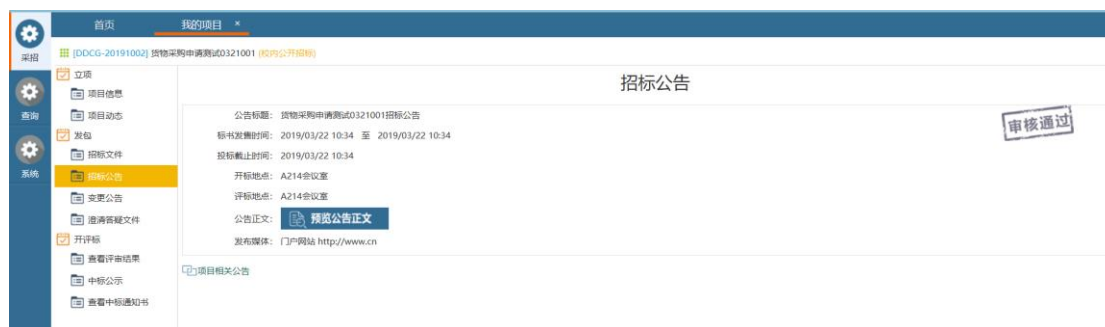 首页 我的项目 ×
采招
[DDCG-20191002] 货物采购申请测试0321001 (校内公开招标)
立项
项目信息
查询
项目动态
发包
招标文件
系统
招标公告
变更公告
澄清答疑文件
开评标
查看评审结果
中标公示
查看中标通知书
招标公告
公告标题: 货物采购申请测试0321001招标公告
标书发售时间: 2019/03/22 10:34 至 2019/03/22 10:34
投标截止时间: 2019/03/22 10:34
开标地点: A214会议室
评标地点: A214会议室
公告正文: 预览公告正文
发布媒体: 门户网站 http://www.cn
审核通过
项目相关公告